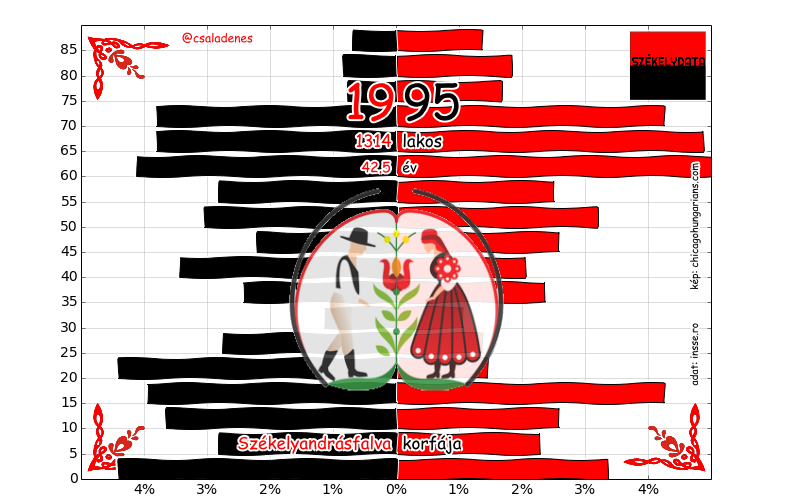 @csaladenes
SZÉKELYDATA
1995
1314 lakos
42,5 év
kép: chicagohungarians.com
adat: insse.ro
Székelyandrásfalva korfája
85
80
75
70
65
60
55
50
45
40
35
30
25
20
15
10
5
0
4% 3% 2% 1% 0% 1% 2% 3% 4%